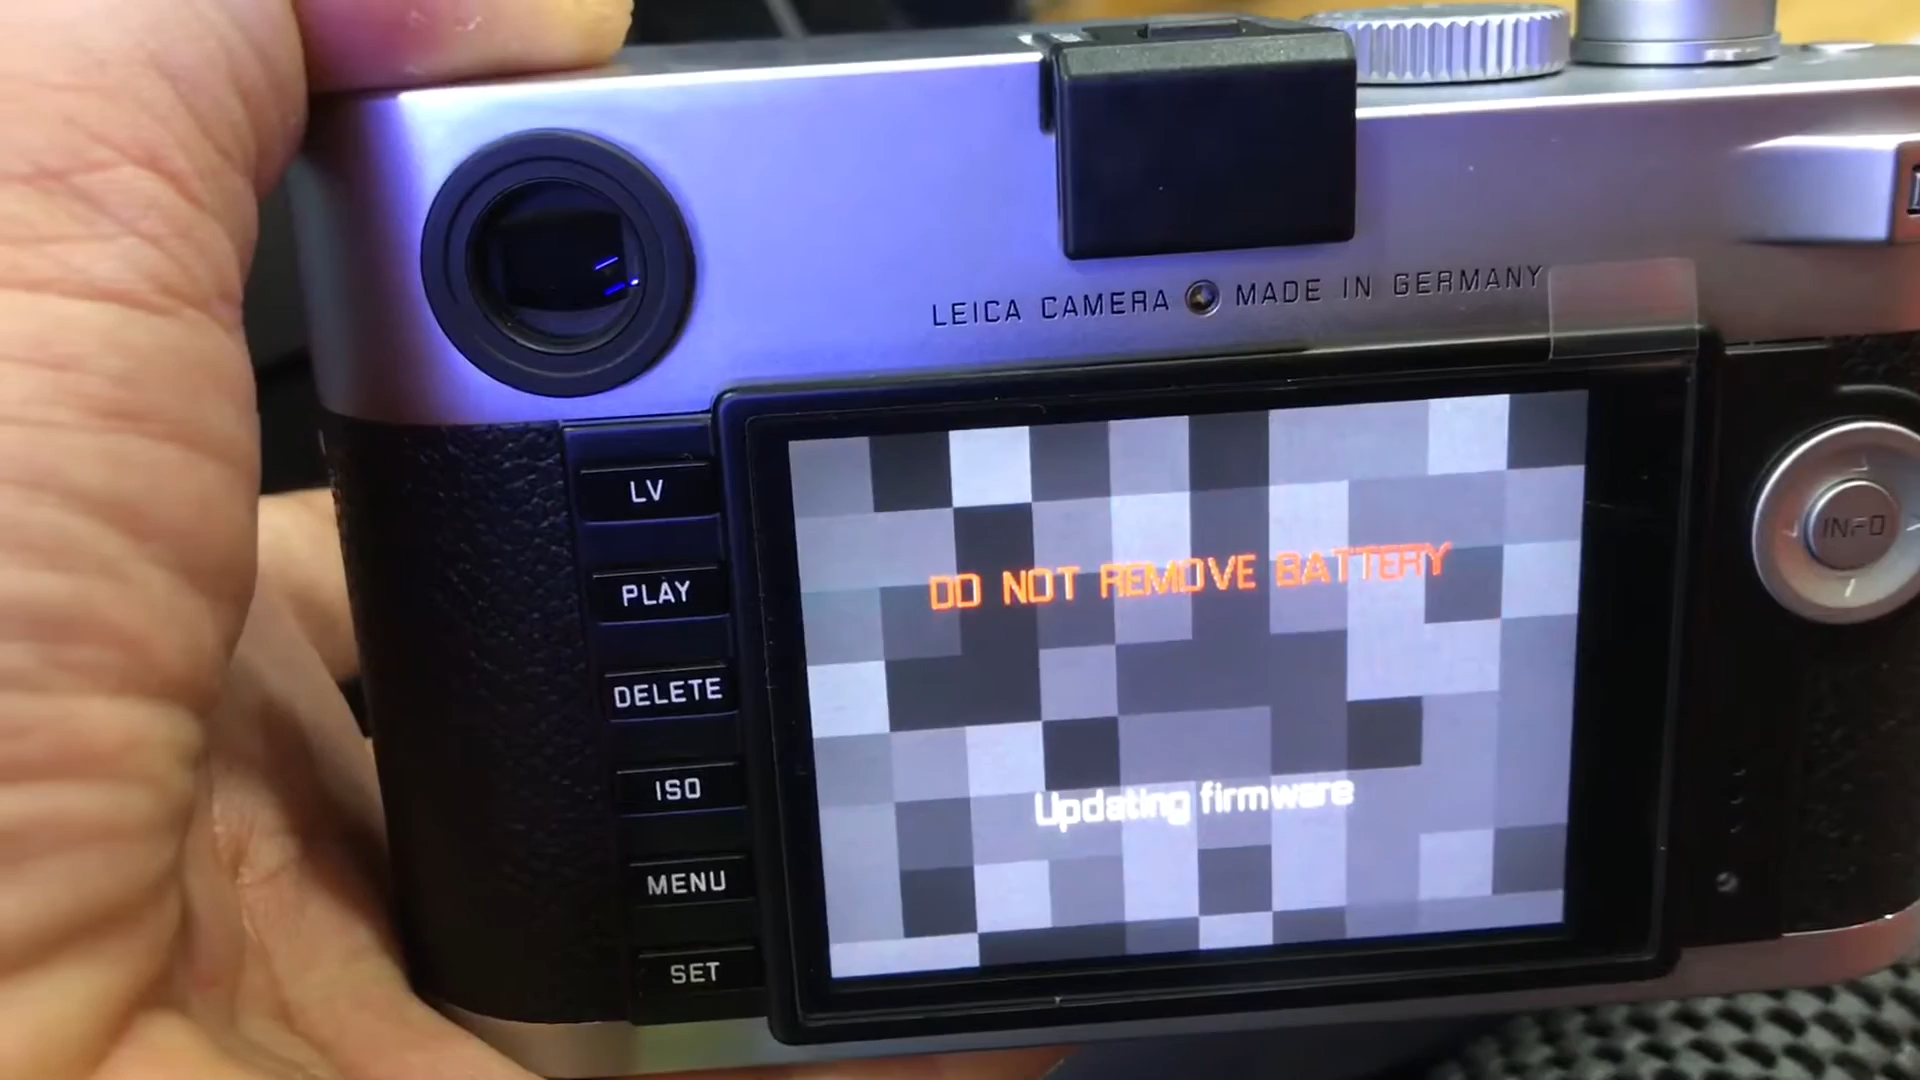 LEICA CAMERA MADE IN GERMANY
LV
PLAY
DELETE
ISO
MENU
SET
DO NOT REMOVE BATTERY
Updating firmware
INFO